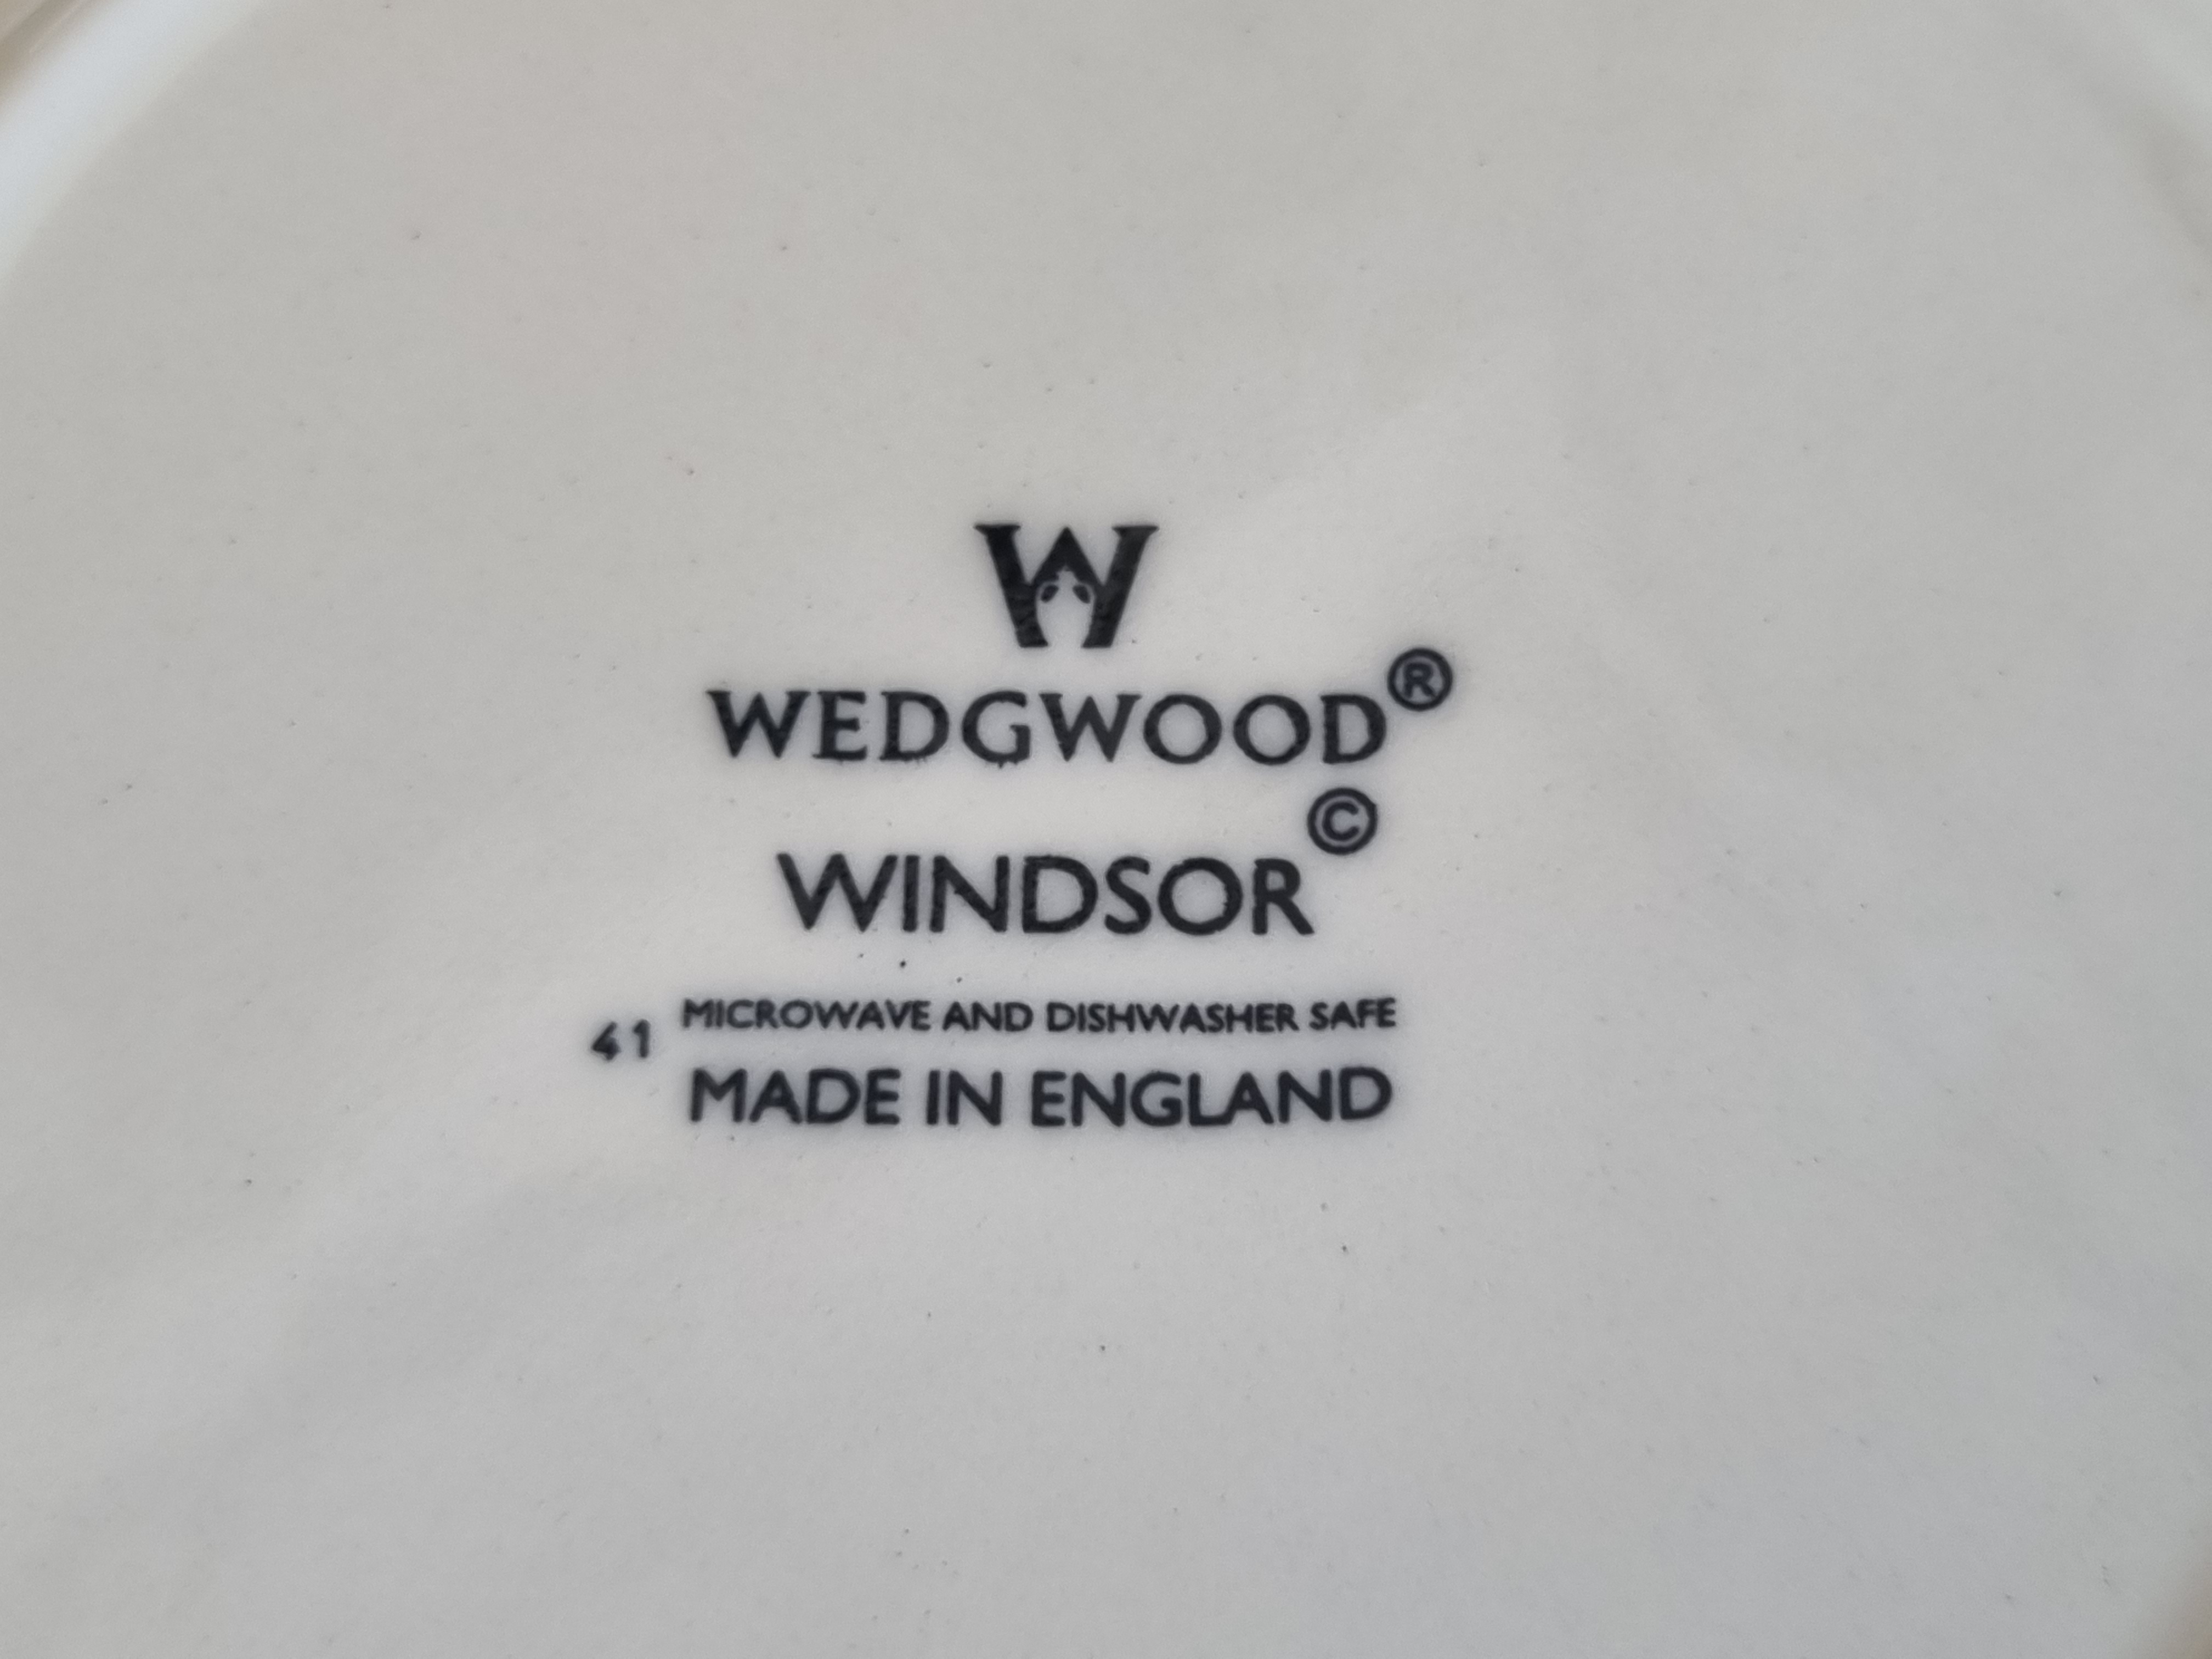 W
WEDGWOOD®
WINDSOR©
41 MICROWAVE AND DISHWASHER SAFE
MADE IN ENGLAND